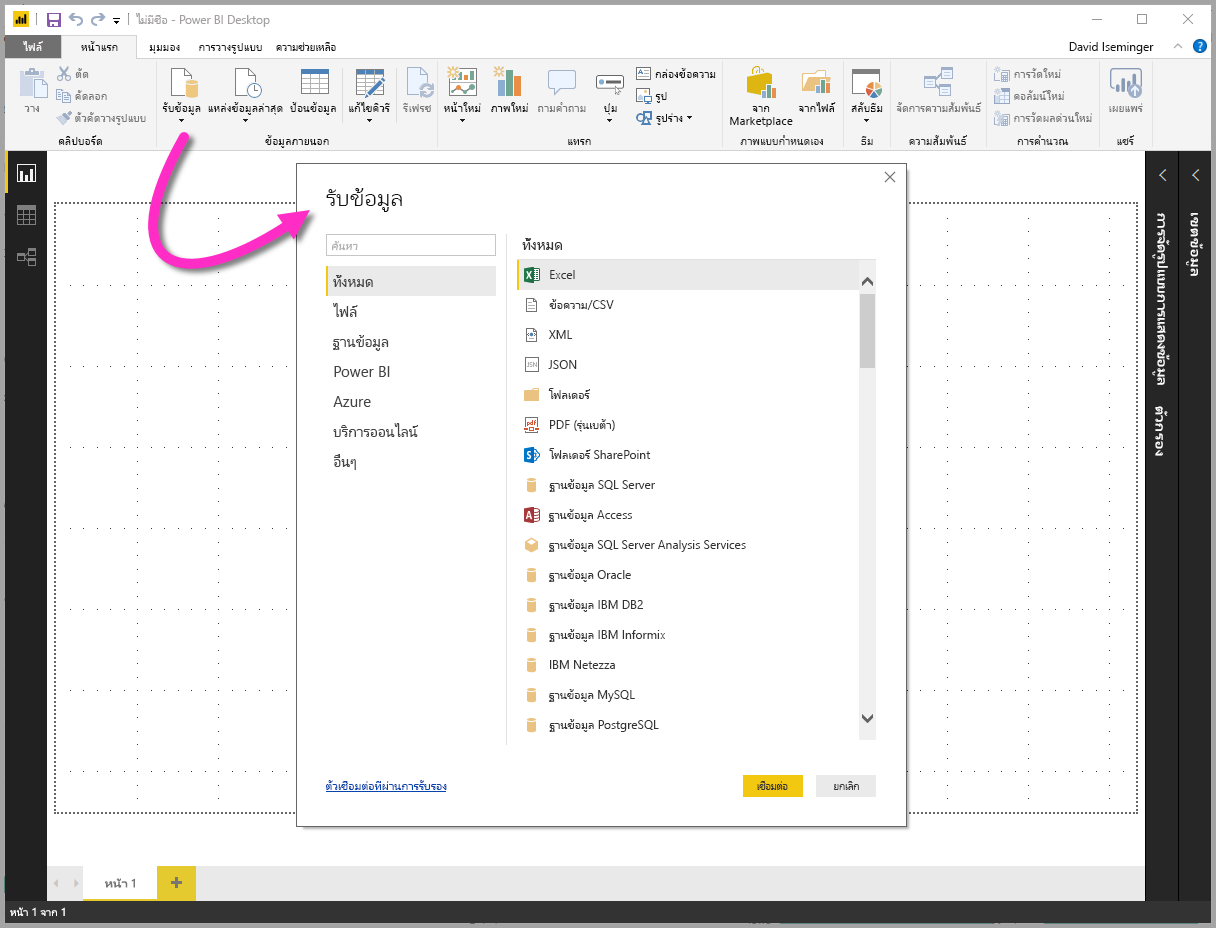 ไม่มีชื่อ - Power BI Desktop
ไฟล์ หน้าแรก มุมมอง การวางรูปแบบ ความช่วยเหลือ David Iseminger
วาง
ตัด
คัดลอก
ตัวคัดวางรูปแบบ
คลิปบอร์ด
รับข้อมูล แหล่งข้อมูลล่าสุด ป้อนข้อมูล แก้ไขคิวรี รีเฟรช
ข้อมูลภายนอก
หน้าใหม่ ภาพใหม่ ถามคำถาม ปุ่ม
กล่องข้อความ
รูป
รูปร่าง
แทรก
จาก Marketplace
จากไฟล์
ภาพแบบกำหนดเอง
สลับธีม
ธีม
จัดการความสัมพันธ์
ความสัมพันธ์
การวัดใหม่
คอลัมน์ใหม่
การวัดผลด่วนใหม่
การคำนวณ
เผยแพร่
แชร์
รับข้อมูล
ค้นหา
ทั้งหมด
ไฟล์
ฐานข้อมูล
Power BI
Azure
บริการออนไลน์
อื่นๆ
ทั้งหมด
Excel
ข้อความ/CSV
XML
JSON
โฟลเดอร์
PDF (รุ่นเบต้า)
โฟลเดอร์ SharePoint
ฐานข้อมูล SQL Server
ฐานข้อมูล Access
ฐานข้อมูล SQL Server Analysis Services
ฐานข้อมูล Oracle
ฐานข้อมูล IBM DB2
ฐานข้อมูล IBM Informix
IBM Netezza
ฐานข้อมูล MySQL
ฐานข้อมูล PostgreSQL
ตัวเชื่อมต่อที่ผ่านการรับรอง
เชื่อมต่อ ยกเลิก
การจัดรูปแบบการแสดงข้อมูล
ตัวกรอง
เขตข้อมูล
หน้า 1
หน้า 1 จาก 1